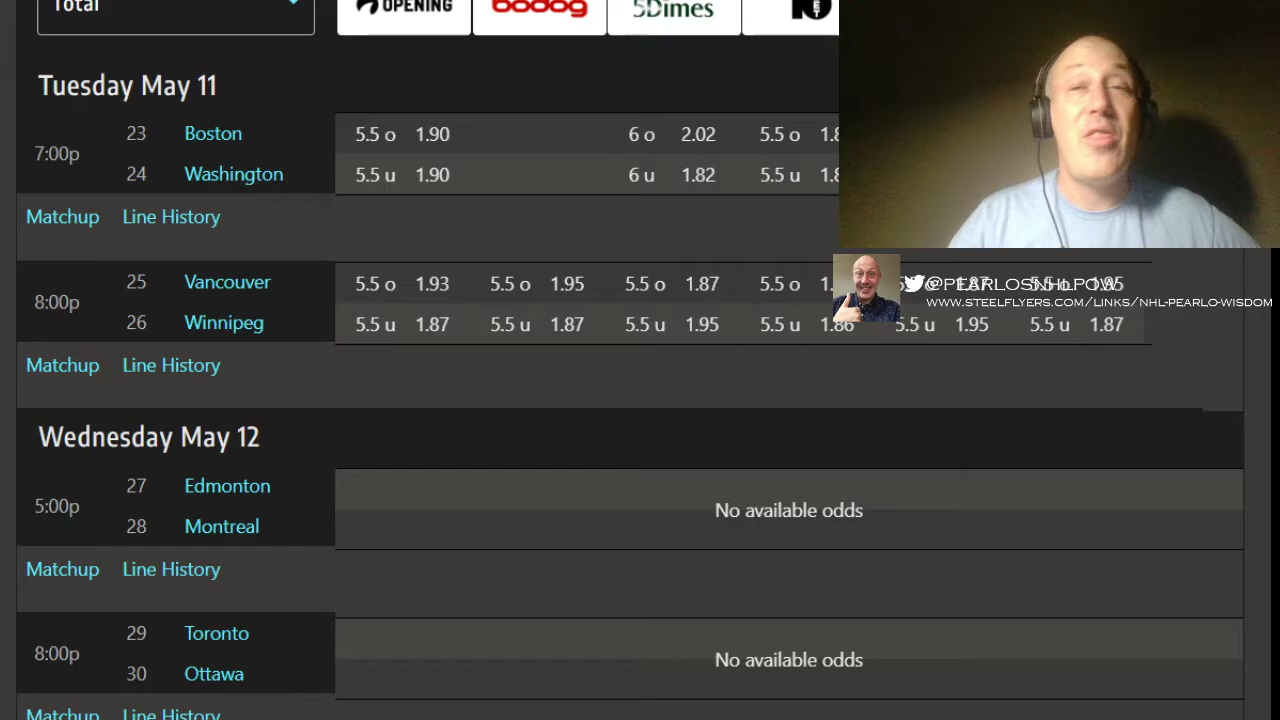 Total
OPENING
bodog
5Dimes
10
BET
Tuesday May 11
7:00p
23 Boston 5.5 o 1.90 6 o 2.02 5.5 o
24 Washington 5.5 u 1.90 6 u 1.82 5.5 u
Matchup Line History
8:00p
25 Vancouver 5.5 o 1.93 5.5 o 1.95 5.5 o 1.87 5.5 o
26 Winnipeg 5.5 u 1.87 5.5 u 1.87 5.5 u 1.95 5.5 u 1.86 5.5 u 1.95 5.5 u 1.87
@PEARLOSNHLPOW
WWW.STEELFLYERS.COM/LINKS/NHL-PEARLO-WISDOM
Matchup Line History
Wednesday May 12
5:00p
27 Edmonton
28 Montreal
No available odds
Matchup Line History
8:00p
29 Toronto
30 Ottawa
No available odds
Matchup Line History